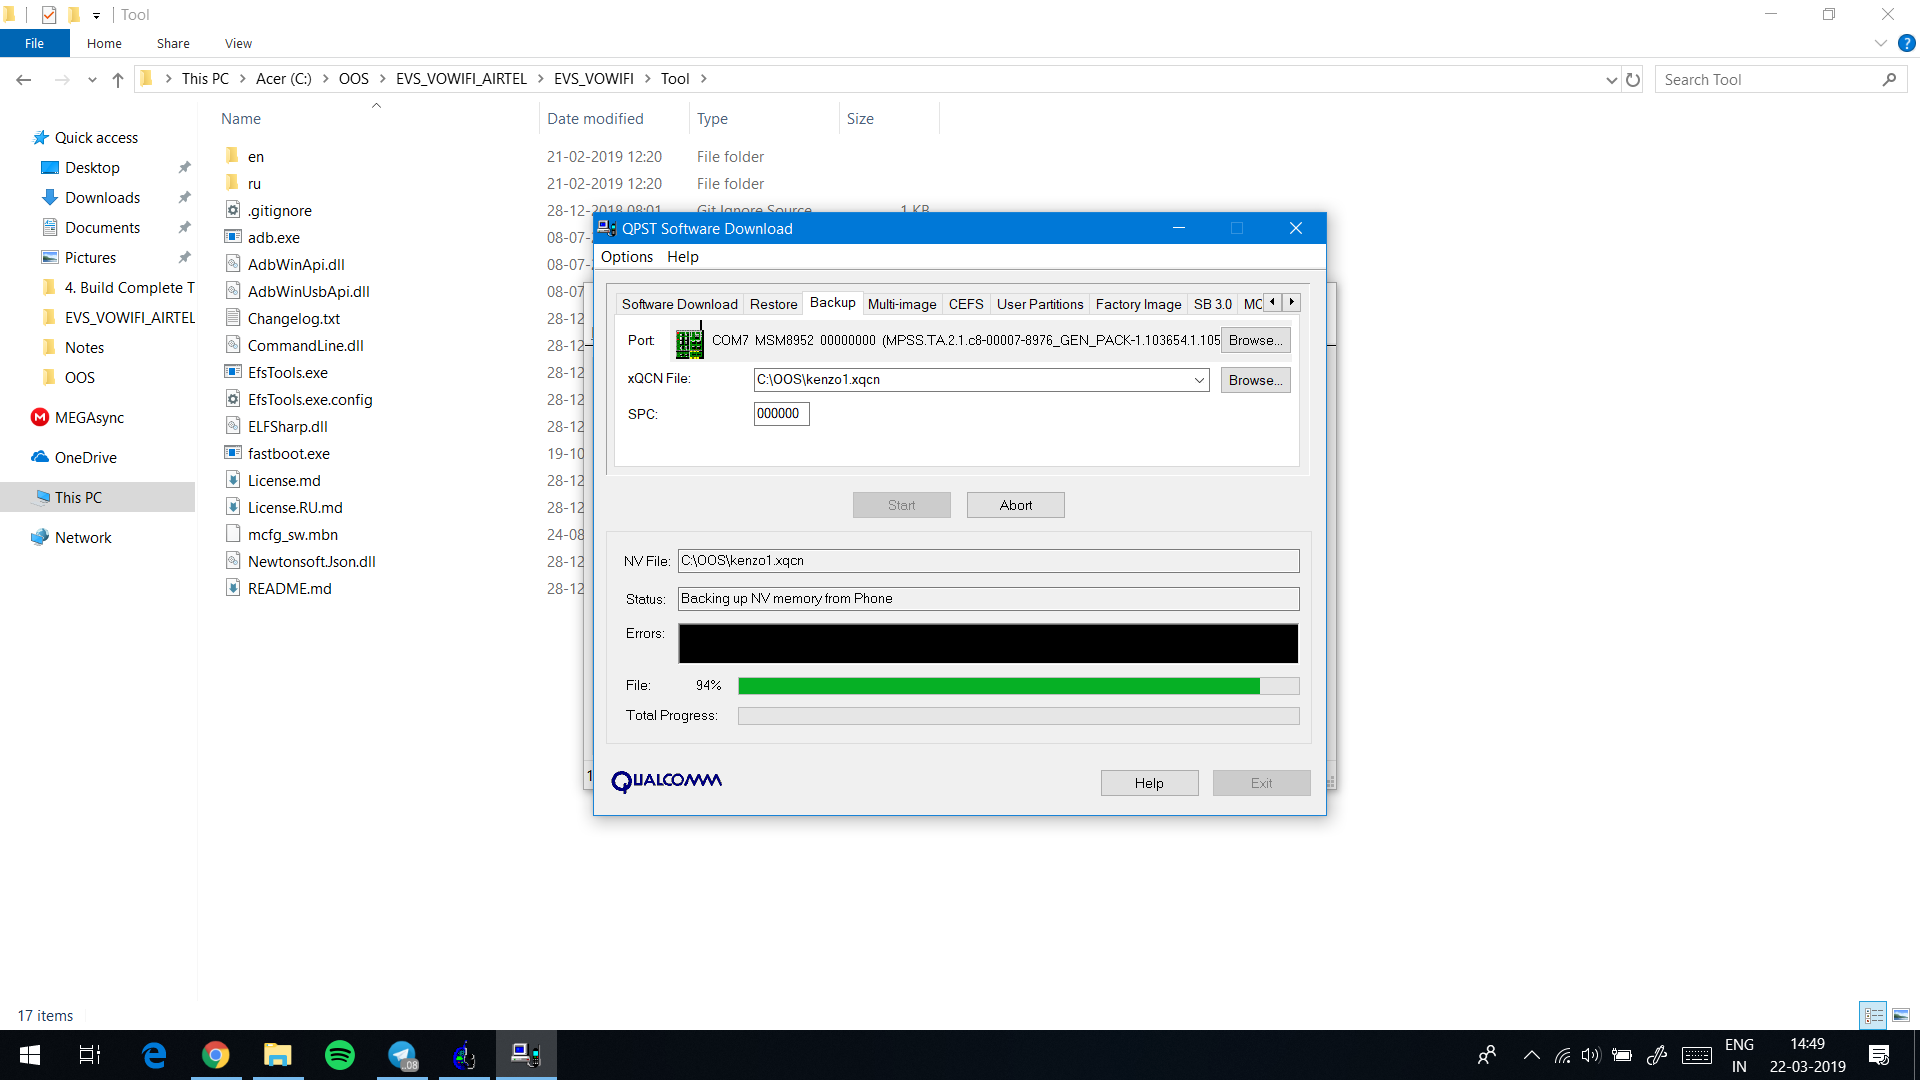 Tool
File Home Share View
This PC Acer (C:) OOS EVS_VOWIFI_AIRTEL EVS_VOWIFI Tool
Search Tool
Name Date modified Type Size
Quick access
Desktop
Downloads
Documents
Pictures
4. Build Complete T
EVS_VOWIFI_AIRTEL
Notes
OOS
MEGAsync
OneDrive
This PC
Network
en 21-02-2019 12:20 File folder
ru 21-02-2019 12:20 File folder
.gitignore 28-12-2018 08:01 Git Ignore Source 1 KB
adb.exe 08-07-
AdbWinApi.dll 08-07-
AdbWinUsbApi.dll 08-07
Changelog.txt 28-12
CommandLine.dll 28-12
EfsTools.exe 28-12
EfsTools.exe.config 28-12
ELFSharp.dll 28-12
fastboot.exe 19-10
License.md 28-12
License.RU.md 28-12
mcfg_sw.mbn 24-08
Newtonsoft.Json.dll 28-12
README.md 28-12
QPST Software Download
Options Help
Software Download Restore Backup Multi-image CEFS User Partitions Factory Image SB 3.0 MC
Port: COM7 MSM8952 00000000 (MPSS.TA.2.1.c8-00007-8976_GEN_PACK-1.103654.1.105 Browse...
xQCN File: C:\OOS\kenzo1.xqcn Browse...
SPC: 000000
Start Abort
NV File: C:\OOS\kenzo1.xqcn
Status: Backing up NV memory from Phone
Errors:
File: 94%
Total Progress:
1
QUALCOMM Help Exit
17 items
.08
ENG
IN
14:49
22-03-2019